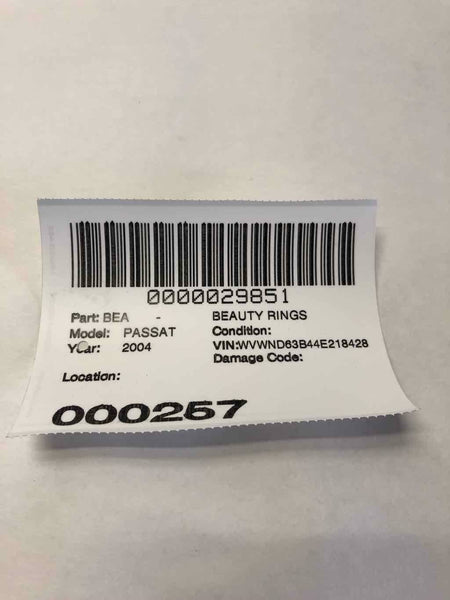 0000029851
Part: BEA - BEAUTY RINGS
Model: PASSAT Condition:
Year: 2004 VIN:WVWND63B44E218428
Damage Code:
Location:
000257